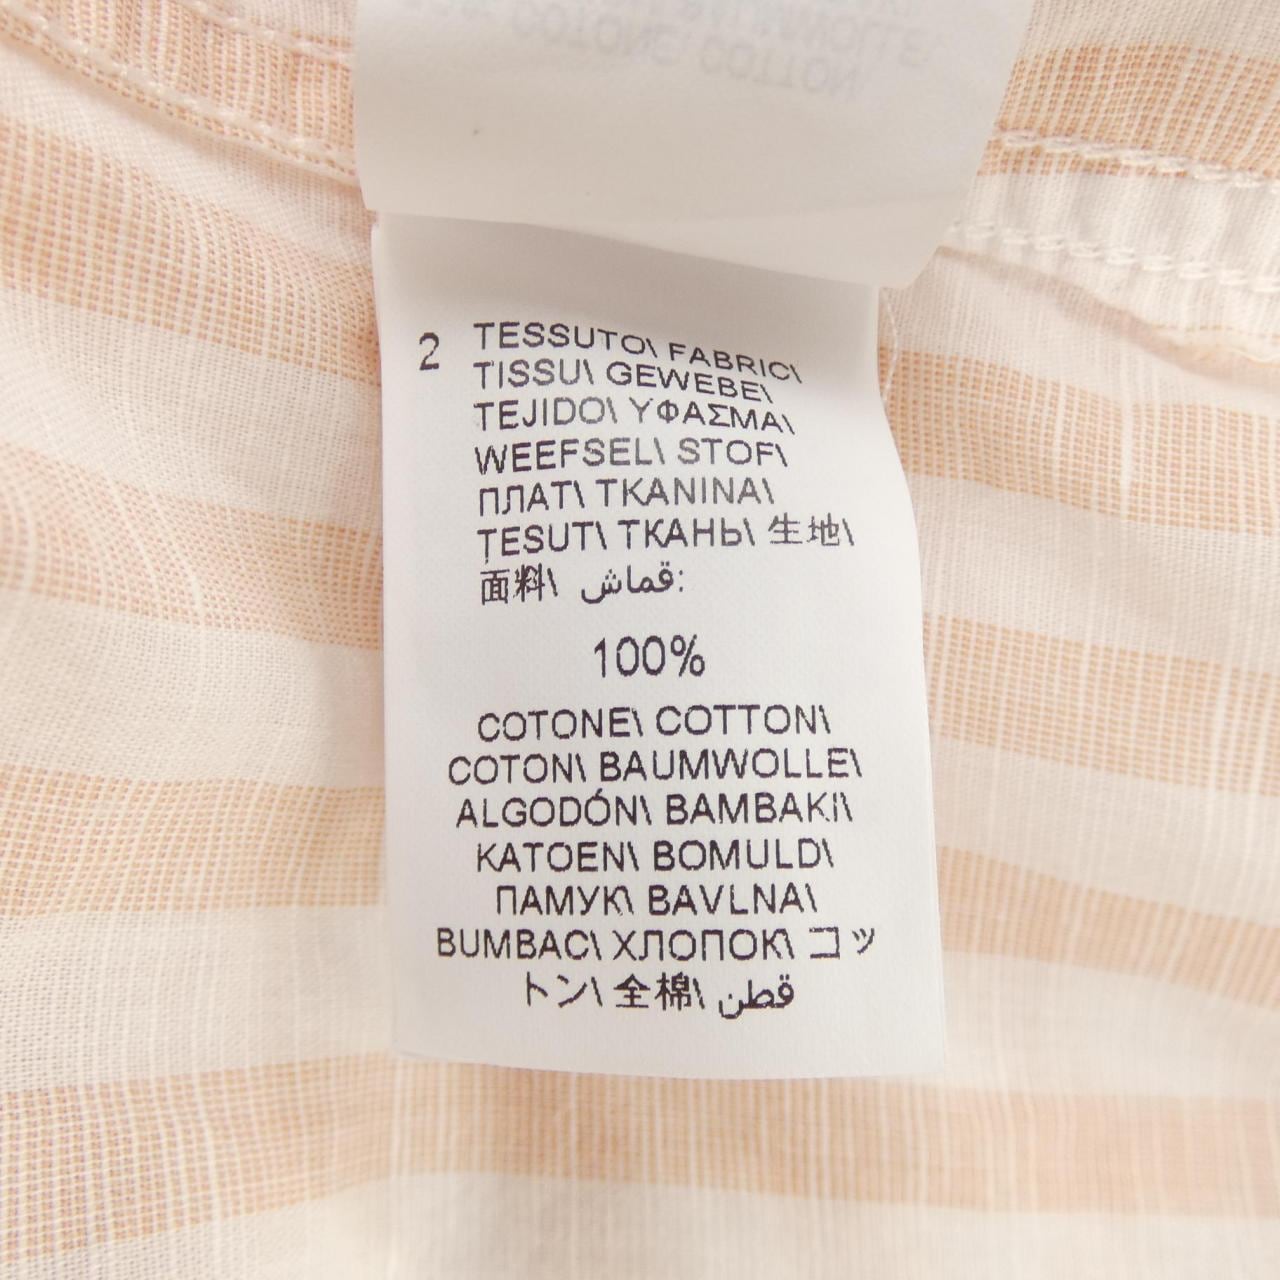 COTONE\ COTTON
2 TESSUTO\ FABRIC\
TISSU\ GEWEBE\
TEJIDO\ ΥΦΑΣΜΑ\
WEEFSEL\ STOF\
ПЛАТ\ TKANINA\
ȚESUT\ ТКАНЬ\ 生地\
面料\ قماش:
100%
COTONE\ COTTON\
COTON\ BAUMWOLLE\
ALGODÓN\ BAMBAKI\
KATOEN\ BOMULD\
ПАМУК\ BAVLNA\
BUMBAC\ ХЛОПОК\ コッ
トン\ 全棉\ قطن